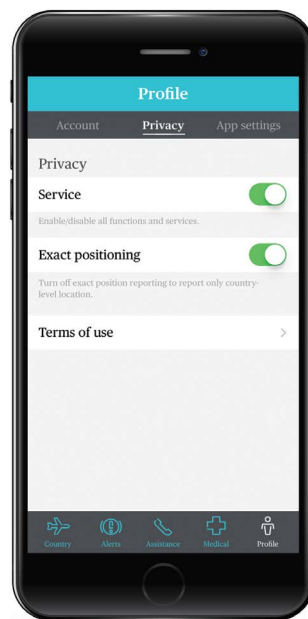 Profile
Account Privacy App settings
Privacy
Service
Enable/disable all functions and services.
Exact positioning
Turn off exact position reporting to report only country-
level location.
Terms of use
Country Alerts Assistance Medical Profile